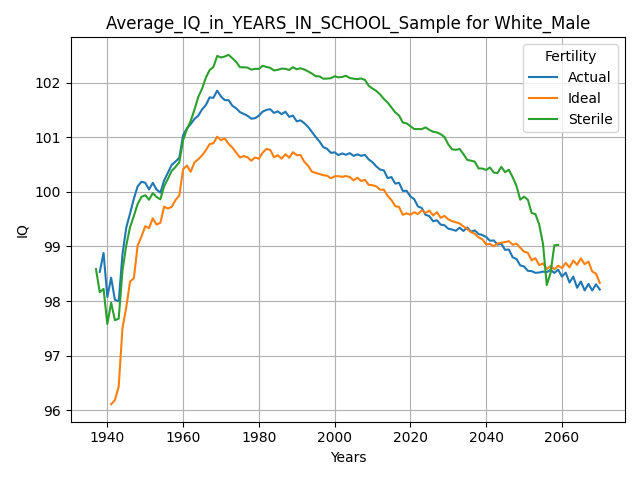 Average_IQ_in_YEARS_IN_SCHOOL_Sample for White_Male
Fertility
Actual
Ideal
Sterile
IQ
102
101
100
99
98
97
96
1940 1960 1980 2000 2020 2040 2060
Years